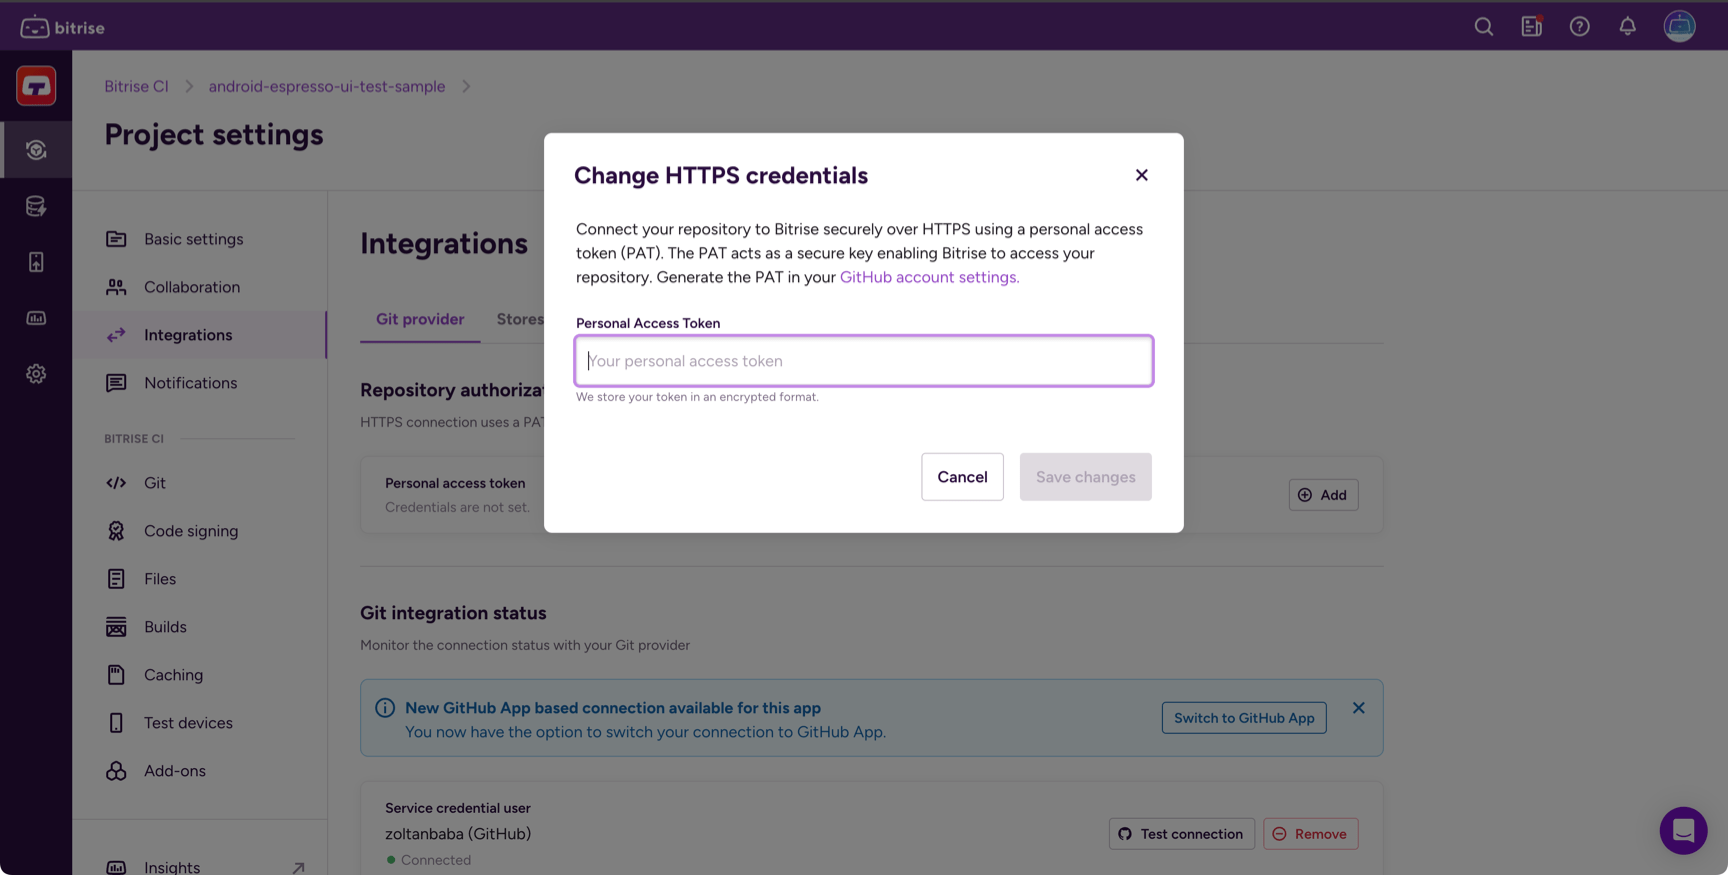 bitrise
Bitrise CI
android-espresso-ui-test-sample
Project settings
Basic settings
Collaboration
Integrations
Notifications
BITRISE CI
Git
Code signing
Files
Builds
Caching
Test devices
Add-ons
Insights
Integrations
Git provider
Stores
Repository authoriza
HTTPS connection uses a PAT
Personal access token
Credentials are not set.
Add
Git integration status
Monitor the connection status with your Git provider
New GitHub App based connection available for this app
You now have the option to switch your connection to GitHub App.
Switch to GitHub App
Service credential user
zoltanbaba (GitHub)
Connected
Test connection
Remove
Change HTTPS credentials
Connect your repository to Bitrise securely over HTTPS using a personal access
token (PAT). The PAT acts as a secure key enabling Bitrise to access your
repository. Generate the PAT in your GitHub account settings.
Personal Access Token
Your personal access token
We store your token in an encrypted format.
Cancel
Save changes